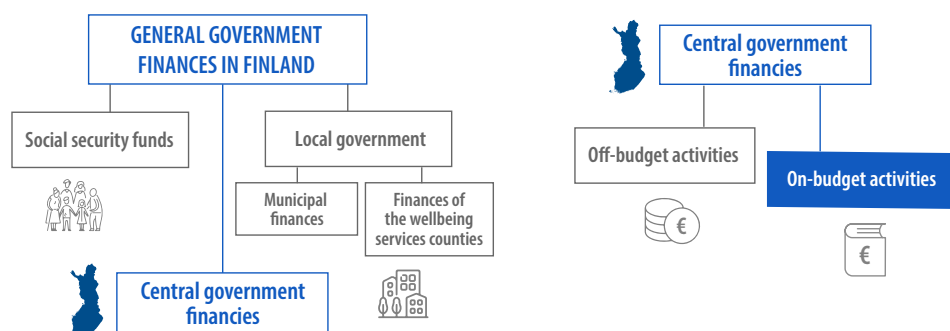 GENERAL GOVERNMENT
FINANCES IN FINLAND
Social security funds
Local government
Municipal
finances
Finances of
the wellbeing
services counties
Central government
financies
Central government
financies
Off-budget activities
On-budget activities
€
€